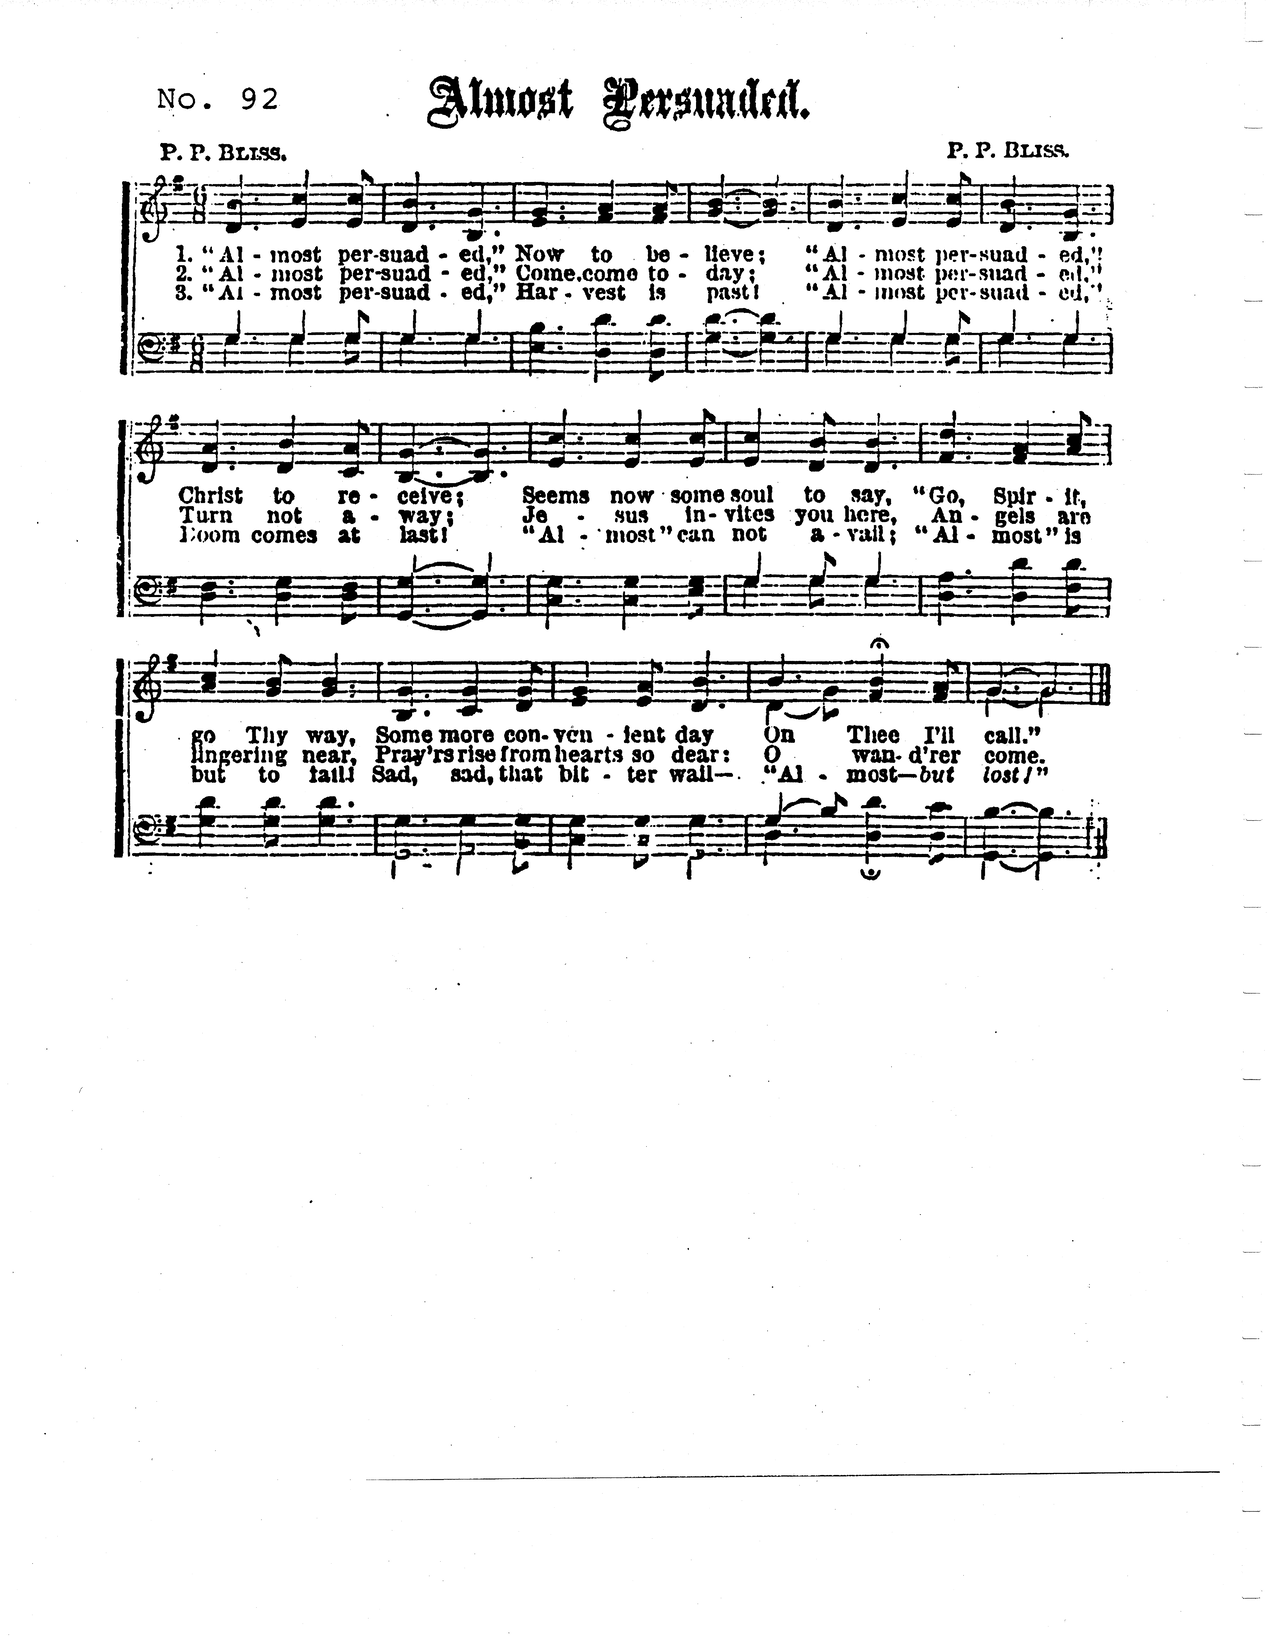 No. 92
Almost Persuaded.
P. P. BLISS.
P. P. BLISS.
1. “Al - most per-suad - ed,” Now to be - lieve; “Al - most per-suad - ed,”
2. “Al - most per-suad - ed,” Come.come to - day; “Al - most per-suad - ed.”
3. “Al - most per-suad - ed,” Har - vest is past! “Al - most per-suad - ed,”
Christ to re - ceive; Seems now some soul to say, “Go, Spir - it,
Turn not a - way; Je - sus in-vites you here, An - gels are
Doom comes at last! “Al - most” can not a - vail; “Al - most” is
go Thy way, Some more con-ven - ient day On Thee I'll call.”
lingering near, Pray'rs rise from hearts so dear: O wan-d'rer come.
but to fail! Sad, sad, that bit - ter wail— “Al - most—but lost!”